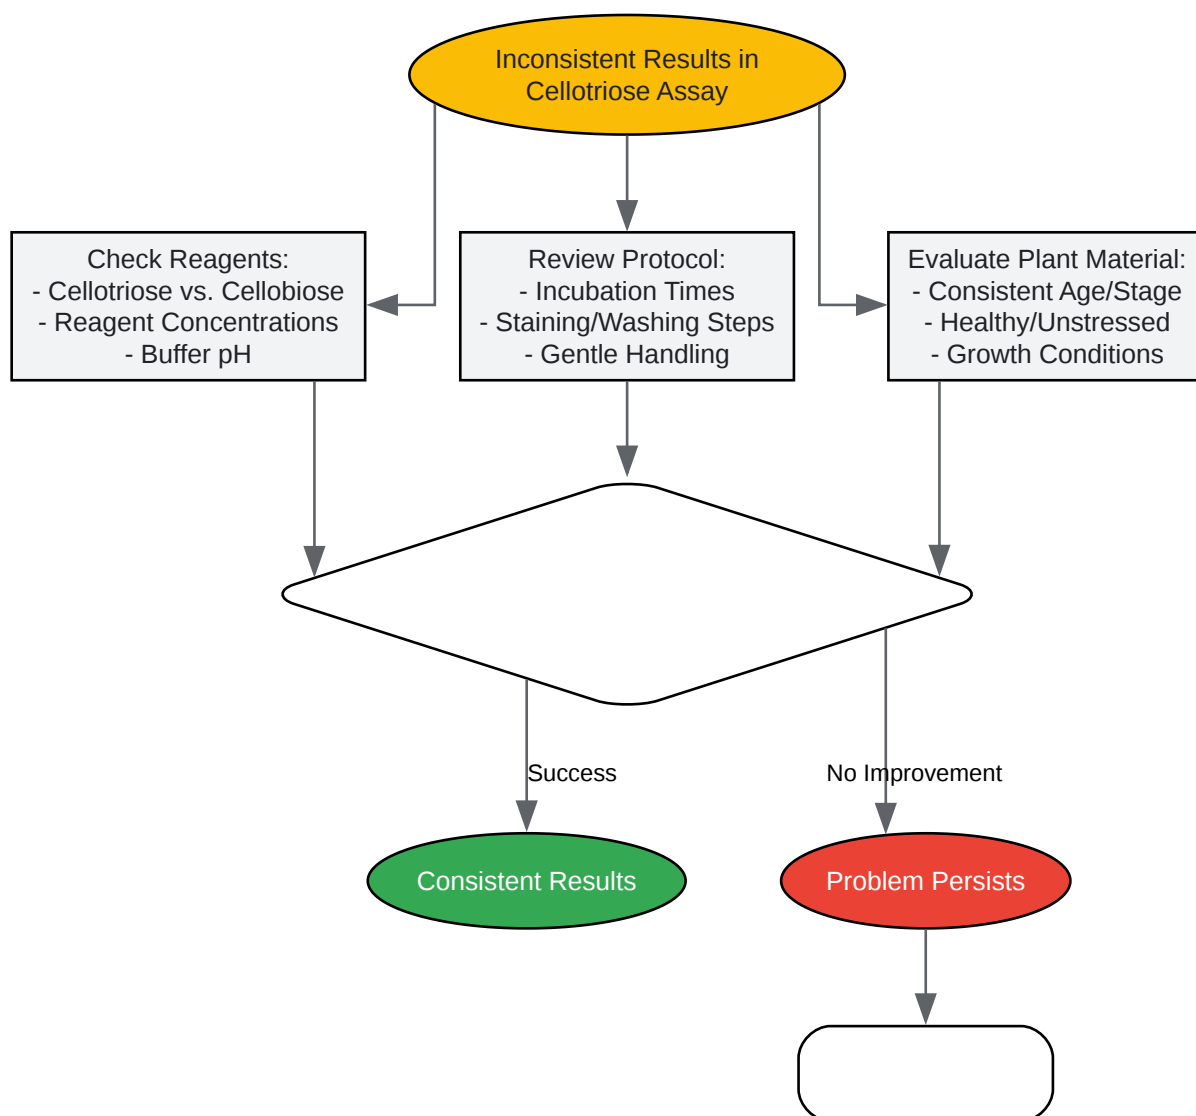 Inconsistent Results in
Cellotriose Assay
Check Reagents:
- Cellotriose vs. Cellobiose
- Reagent Concentrations
- Buffer pH
Review Protocol:
- Incubation Times
- Staining/Washing Steps
- Gentle Handling
Evaluate Plant Material:
- Consistent Age/Stage
- Healthy/Unstressed
- Growth Conditions
Success
No Improvement
Consistent Results
Problem Persists